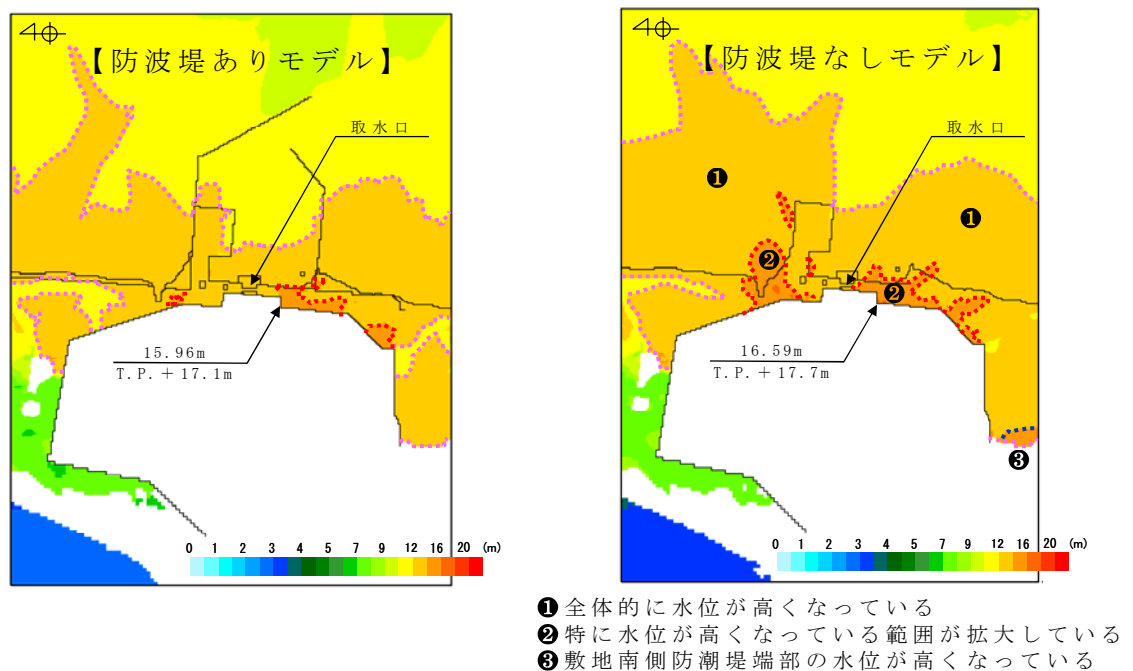 【防波堤ありモデル】
取水口
15.96m
T.P.+17.1m
0 1 2 3 4 5 7 9 12 16 20 (m)
【防波堤なしモデル】
取水口
❶
❶
❷
❷
16.59m
T.P.+17.7m
❸
0 1 2 3 4 5 7 9 12 16 20 (m)
❶全体的に水位が高くなっている
❷特に水位が高くなっている範囲が拡大している
❸敷地南側防潮堤端部の水位が高くなっている